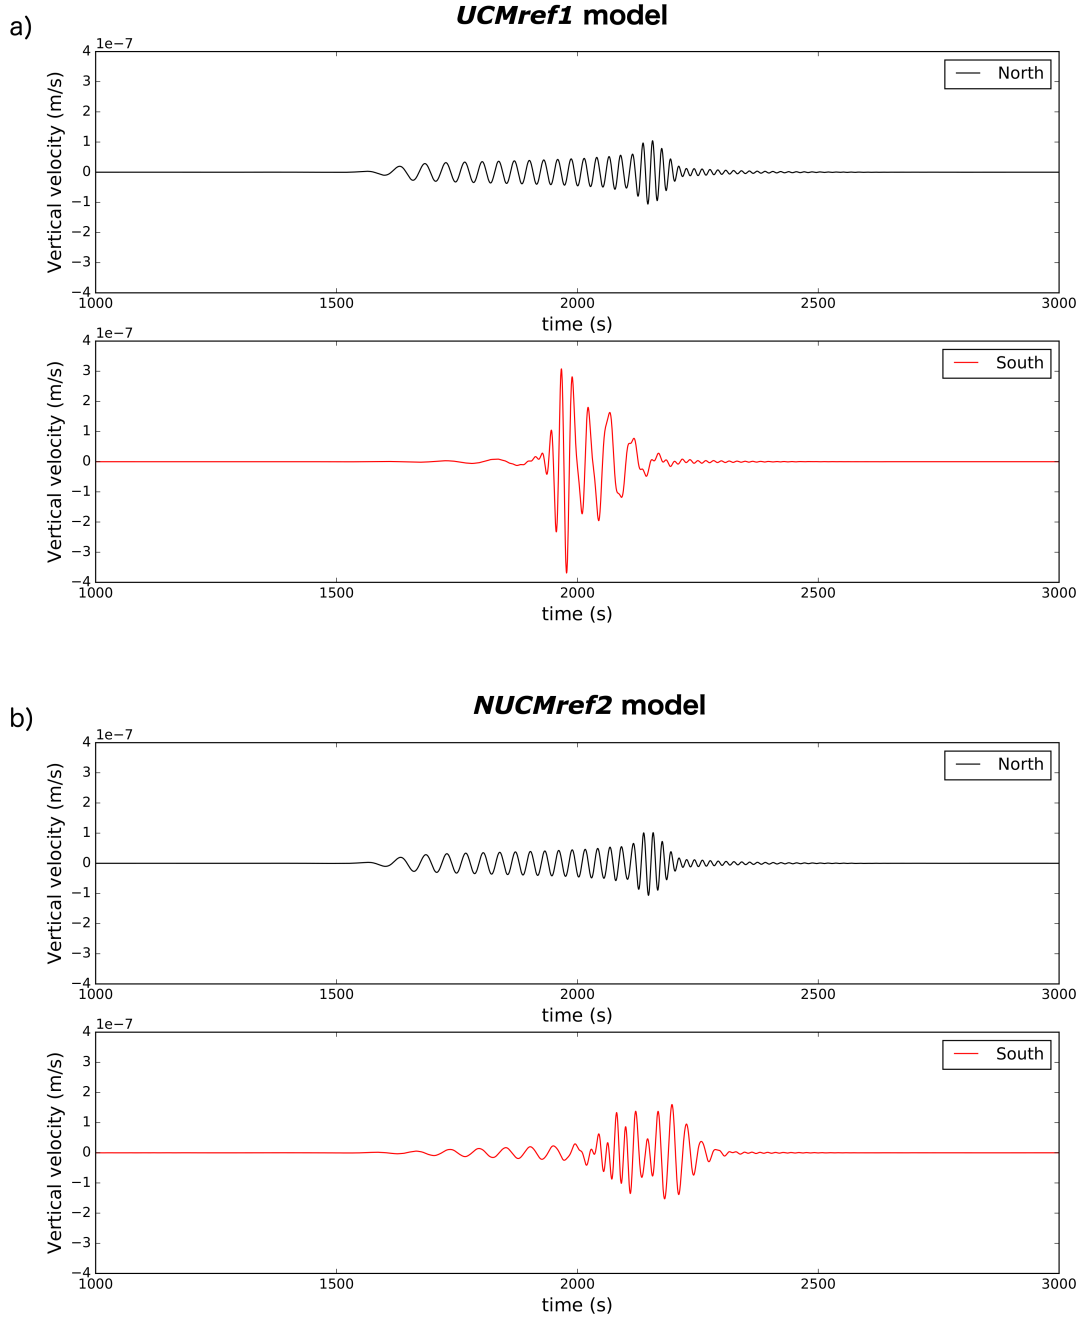 a)
UCMref1 model
1e−7
Vertical velocity (m/s)
4
3
2
1
0
−1
−2
−3
−4
North
1000 1500 2000 2500 3000
time (s)
1e−7
Vertical velocity (m/s)
4
3
2
1
0
−1
−2
−3
−4
South
1000 1500 2000 2500 3000
time (s)
b)
NUCMref2 model
1e−7
Vertical velocity (m/s)
4
3
2
1
0
−1
−2
−3
−4
North
1000 1500 2000 2500 3000
time (s)
1e−7
Vertical velocity (m/s)
4
3
2
1
0
−1
−2
−3
−4
South
1000 1500 2000 2500 3000
time (s)